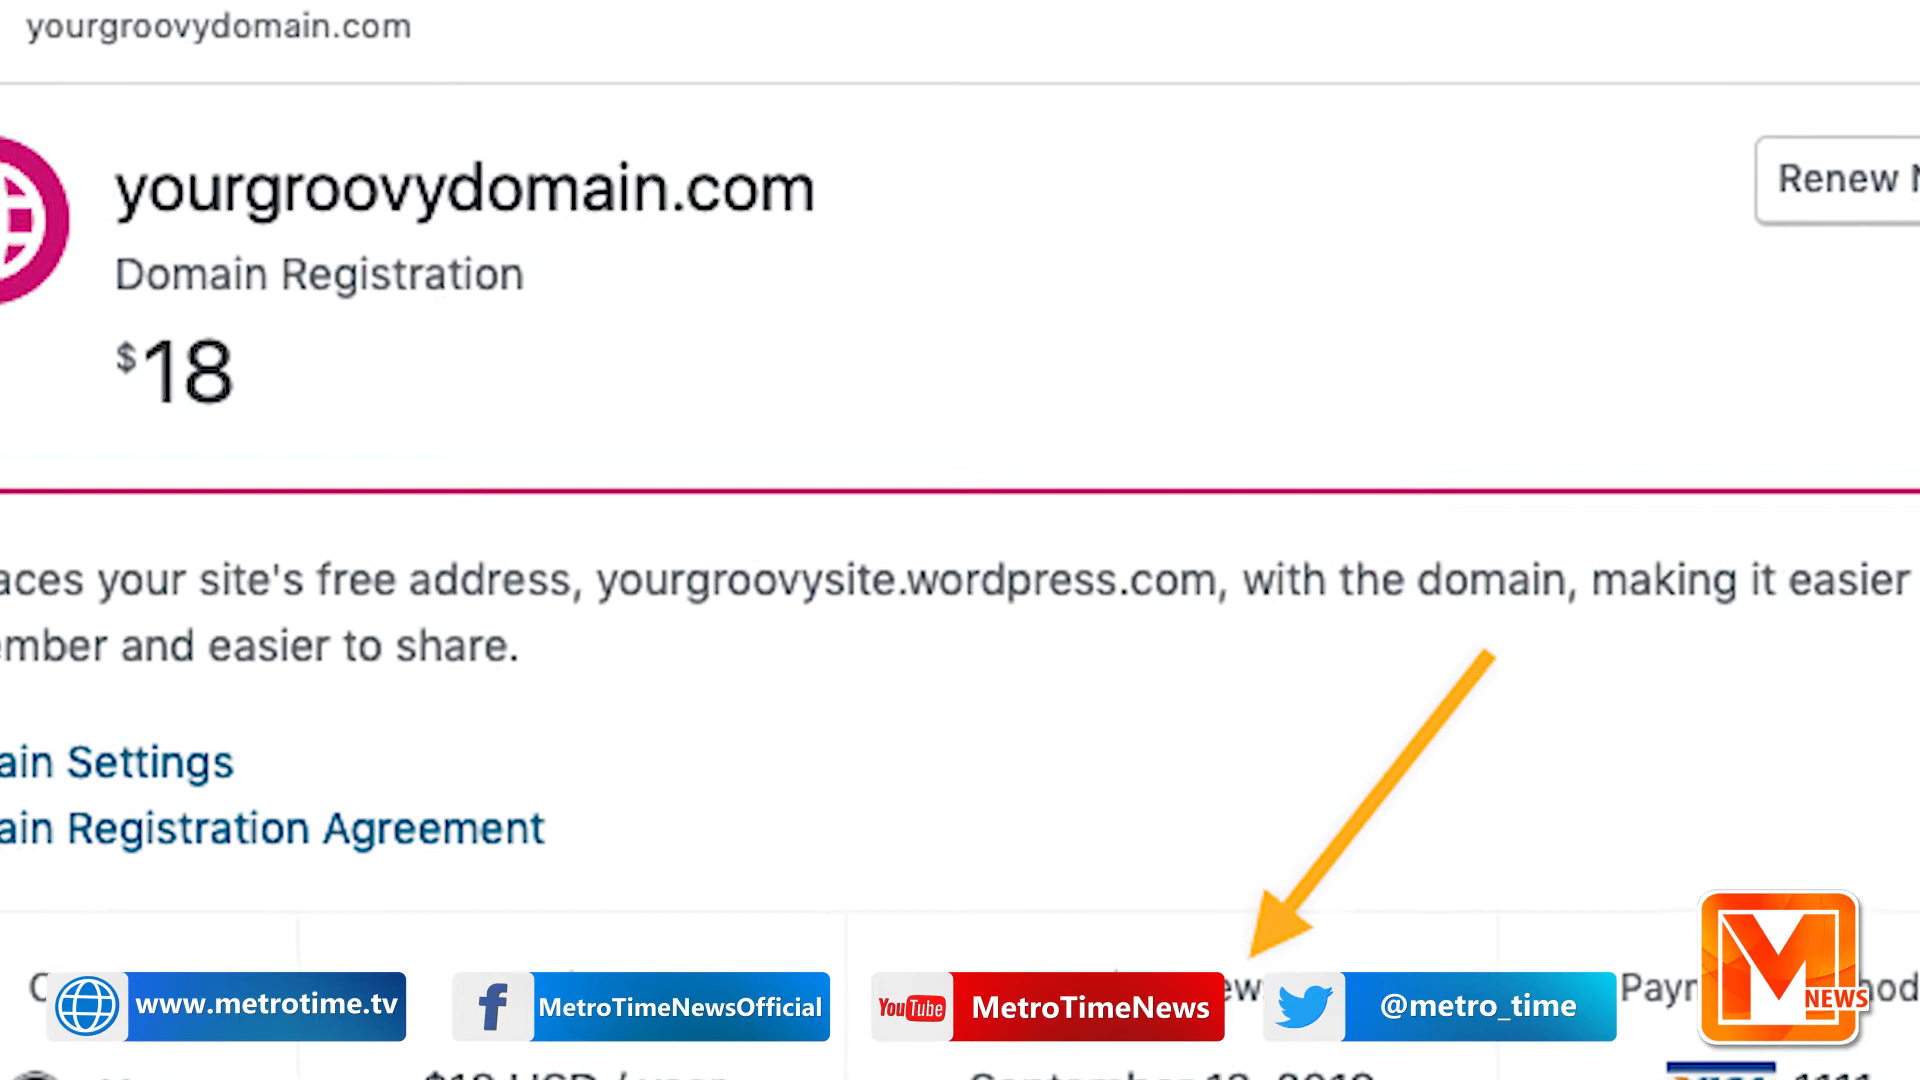 yourgroovydomain.com
yourgroovydomain.com
Renew
Domain Registration
$18
aces your site's free address, yourgroovysite.wordpress.com, with the domain, making it easier
ember and easier to share.
ain Settings
ain Registration Agreement
www.metrotime.tv
MetroTimeNewsOfficial
YouTube MetroTimeNews
@metro_time
M NEWS